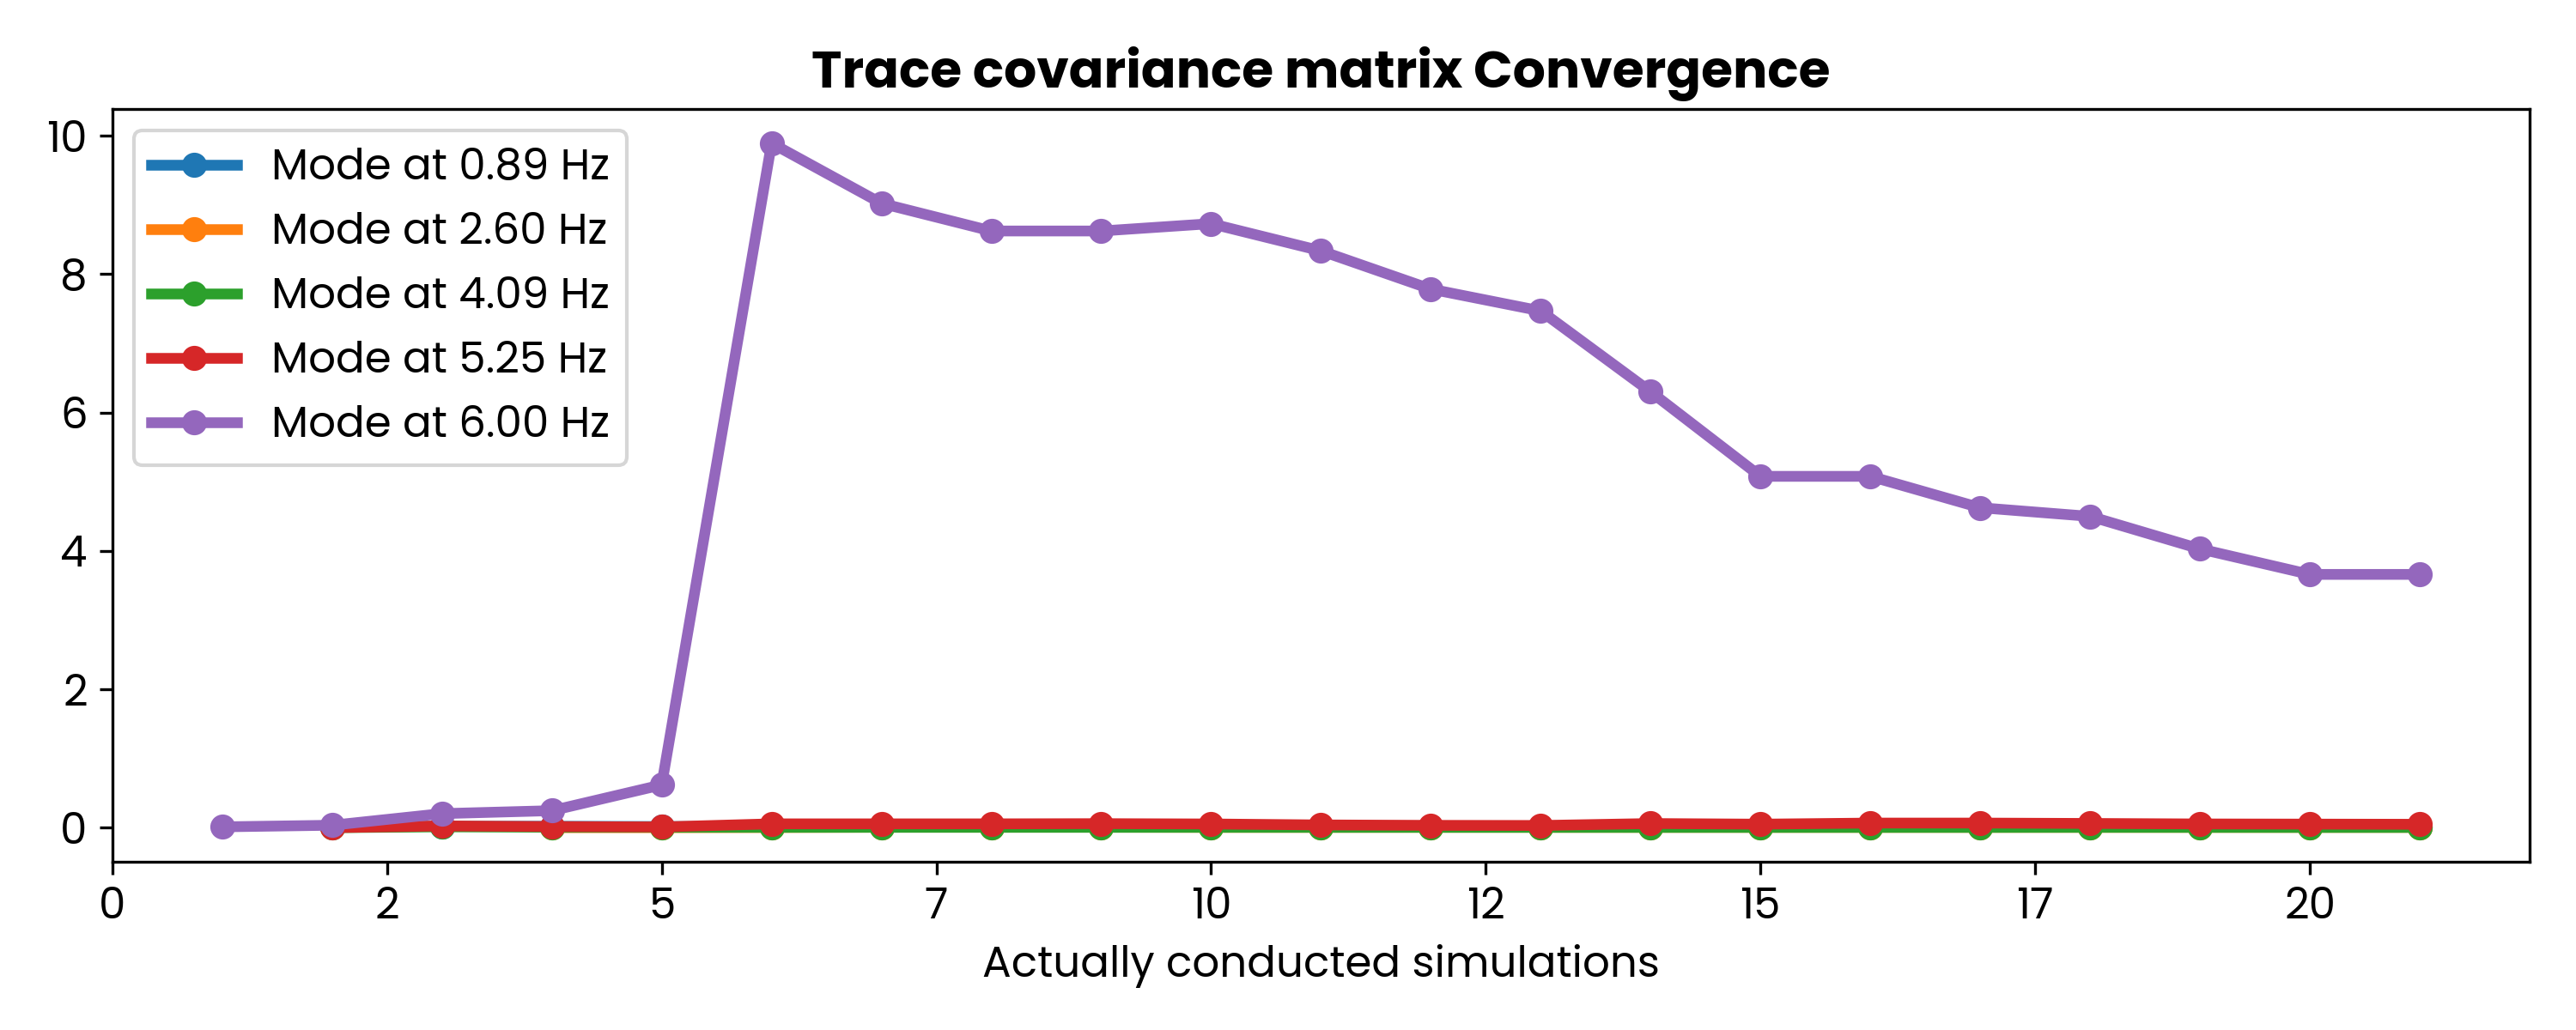 Trace covariance matrix Convergence
10
8
6
4
2
0
Mode at 0.89 Hz
Mode at 2.60 Hz
Mode at 4.09 Hz
Mode at 5.25 Hz
Mode at 6.00 Hz
0 2 5 7 10 12 15 17 20
Actually conducted simulations